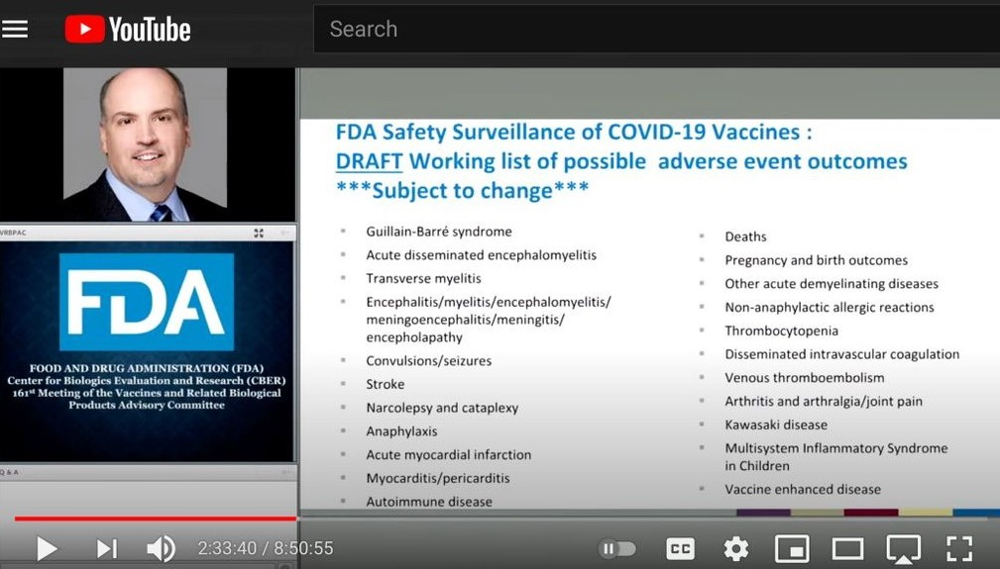 YouTube
Search
FDA Safety Surveillance of COVID-19 Vaccines :
DRAFT Working list of possible adverse event outcomes
***Subject to change***
Guillain-Barré syndrome
Acute disseminated encephalomyelitis
Transverse myelitis
Encephalitis/myelitis/encephalomyelitis/
meningoencephalitis/meningitis/
encepholapathy
Convulsions/seizures
Stroke
Narcolepsy and cataplexy
Anaphylaxis
Acute myocardial infarction
Myocarditis/pericarditis
Autoimmune disease
Deaths
Pregnancy and birth outcomes
Other acute demyelinating diseases
Non-anaphylactic allergic reactions
Thrombocytopenia
Disseminated intravascular coagulation
Venous thromboembolism
Arthritis and arthralgia/joint pain
Kawasaki disease
Multisystem Inflammatory Syndrome
in Children
Vaccine enhanced disease
VRBPAC
FDA
FOOD AND DRUG ADMINISTRATION (FDA)
Center for Biologics Evaluation and Research (CBER)
161st Meeting of the Vaccines and Related Biological
Products Advisory Committee
Q & A
2:33:40 / 8:50:55
CC